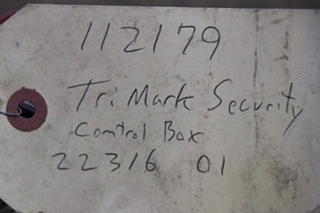 112179
Tri Mark Security
Control Box
22316 01